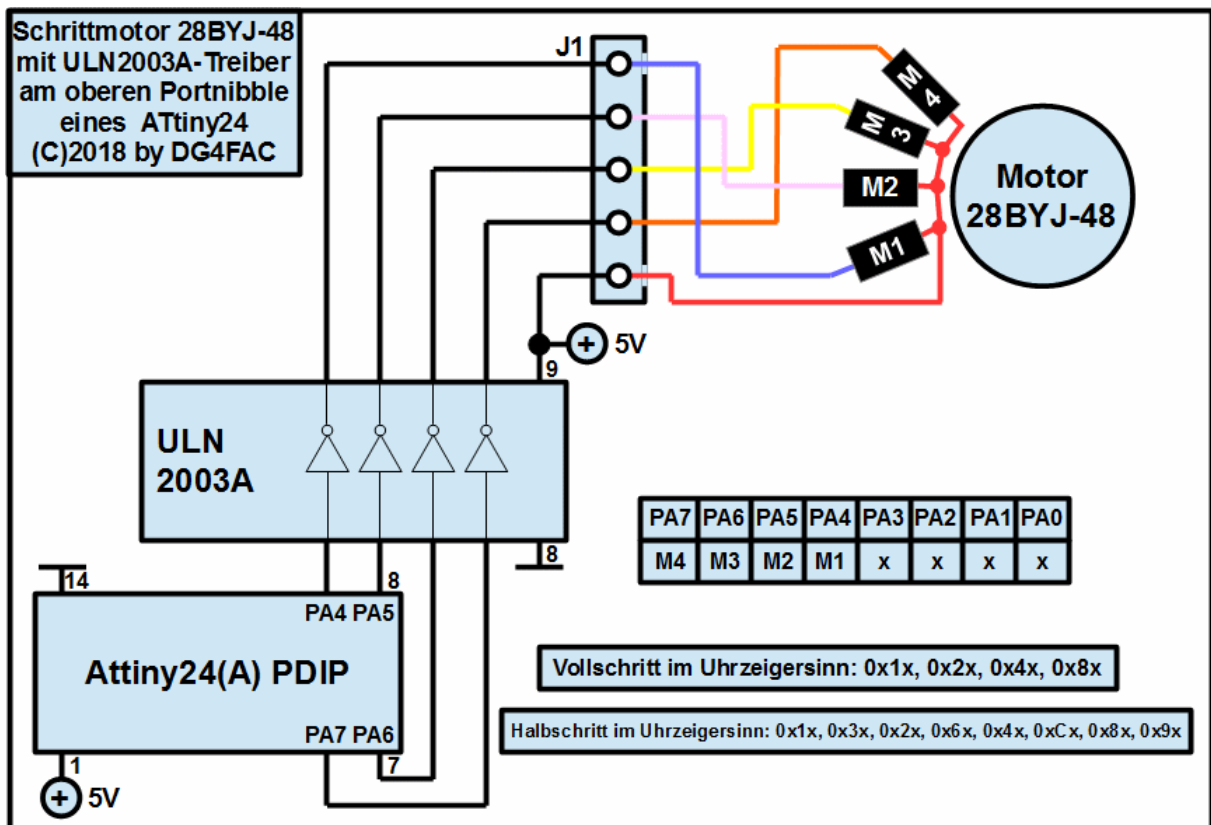 Schrittmotor 28BYJ-48
mit ULN2003A-Treiber
am oberen Portnibble
eines ATtiny24
(C)2018 by DG4FAC
J1
M 4
M 3
M2
M1
Motor
28BYJ-48
+ 5V
9
ULN
2003A
8
PA7 PA6 PA5 PA4 PA3 PA2 PA1 PA0
M4 M3 M2 M1 x x x x
14
8
PA4 PA5
Attiny24(A) PDIP
PA7 PA6
1
7
+ 5V
Vollschritt im Uhrzeigersinn: 0x1x, 0x2x, 0x4x, 0x8x
Halbschritt im Uhrzeigersinn: 0x1x, 0x3x, 0x2x, 0x6x, 0x4x, 0xCx, 0x8x, 0x9x